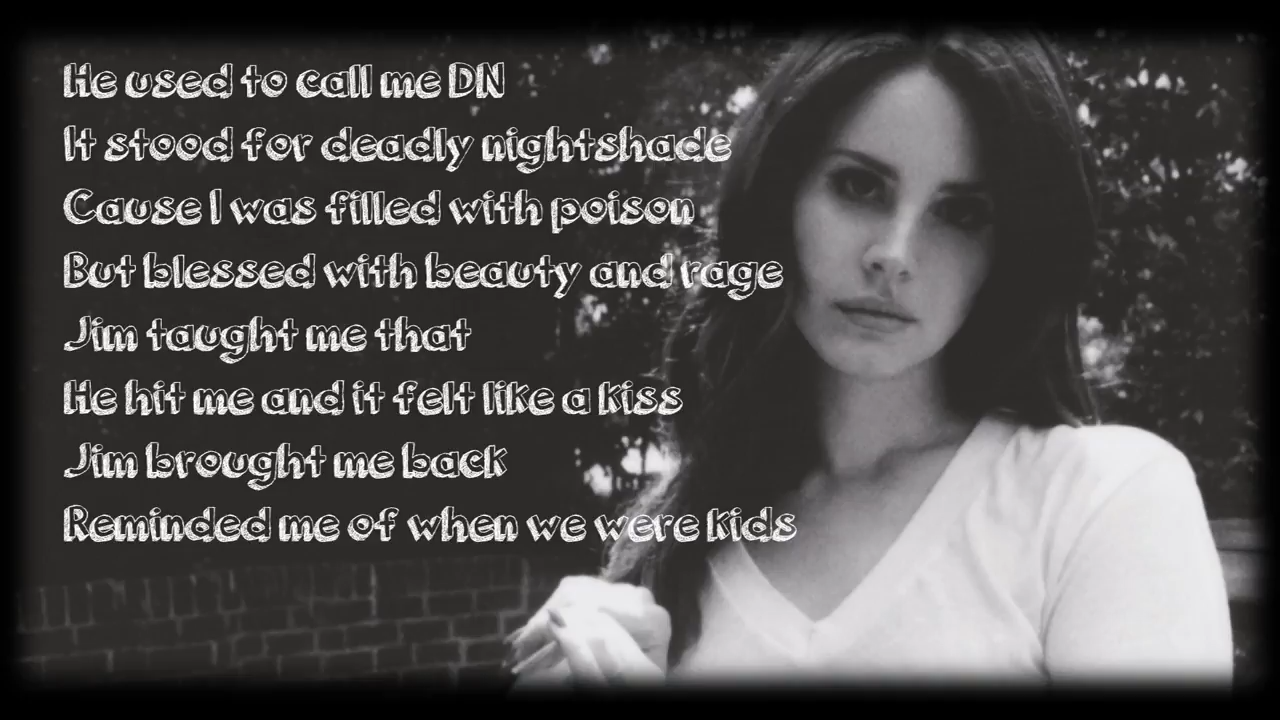 He used to call me DN
It stood for deadly nightshade
Cause I was filled with poison
But blessed with beauty and rage
Jim taught me that
He hit me and it felt like a kiss
Jim brought me back
Reminded me of when we were kids